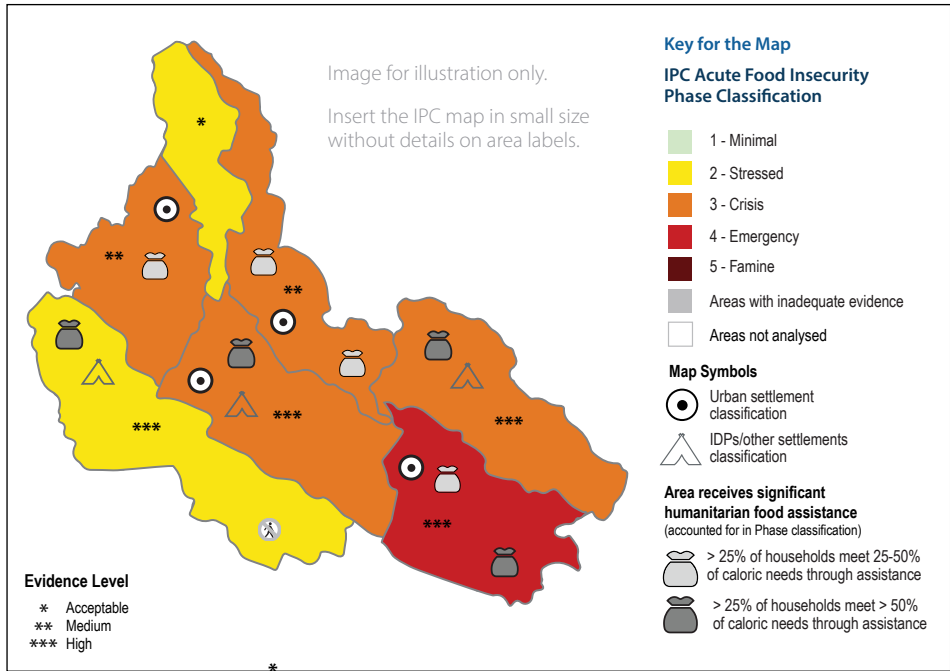 Image for illustration only.
Insert the IPC map in small size
without details on area labels.
Key for the Map
IPC Acute Food Insecurity
Phase Classification
1 - Minimal
2 - Stressed
3 - Crisis
4 - Emergency
5 - Famine
Areas with inadequate evidence
Areas not analysed
Map Symbols
Urban settlement
classification
IDPs/other settlements
classification
Area receives significant
humanitarian food assistance
(accounted for in Phase classification)
> 25% of households meet 25-50%
of caloric needs through assistance
> 25% of households meet > 50%
of caloric needs through assistance
*
**
**
***
***
***
***
Evidence Level
* Acceptable
** Medium
*** High
*